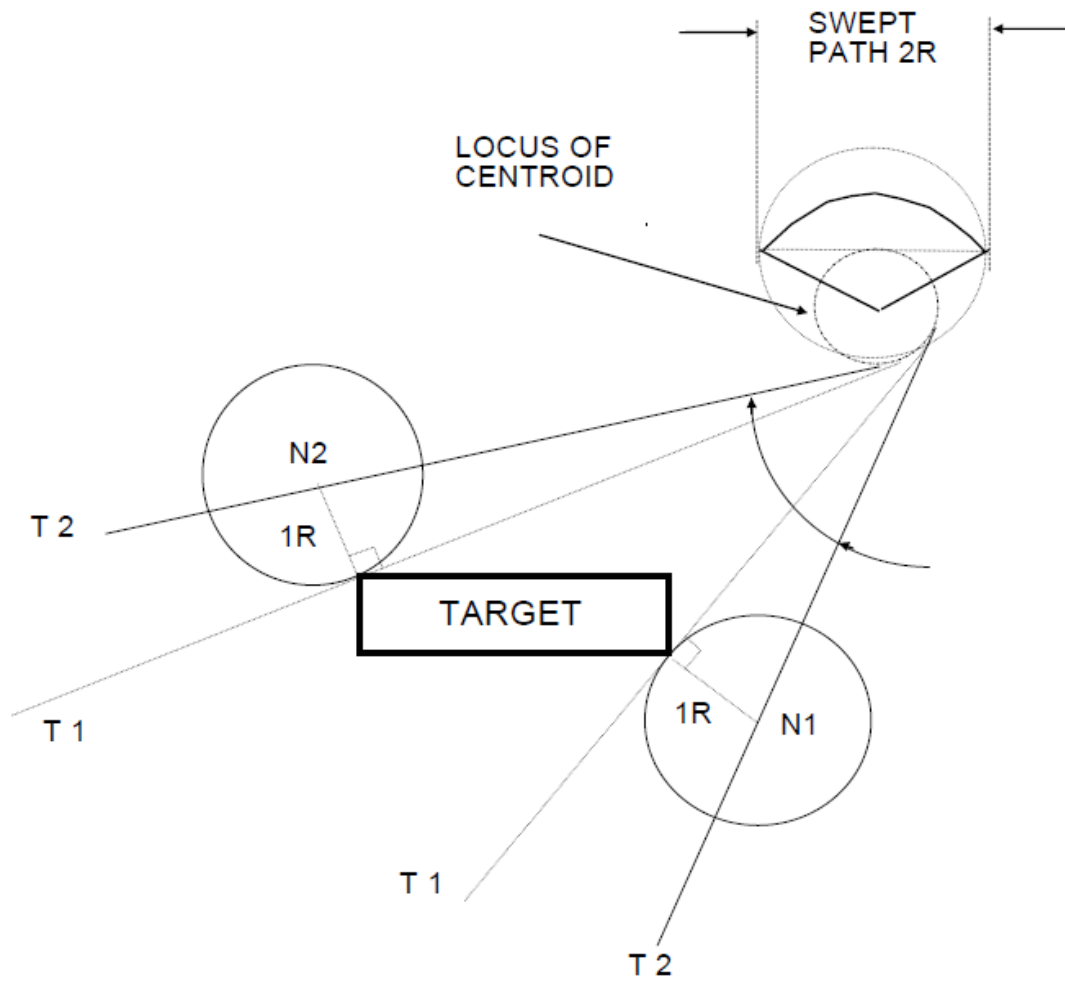 SWEPT
PATH 2R
LOCUS OF
CENTROID
N2
T 2
1R
TARGET
T 1
1R
N1
T 1
T 2